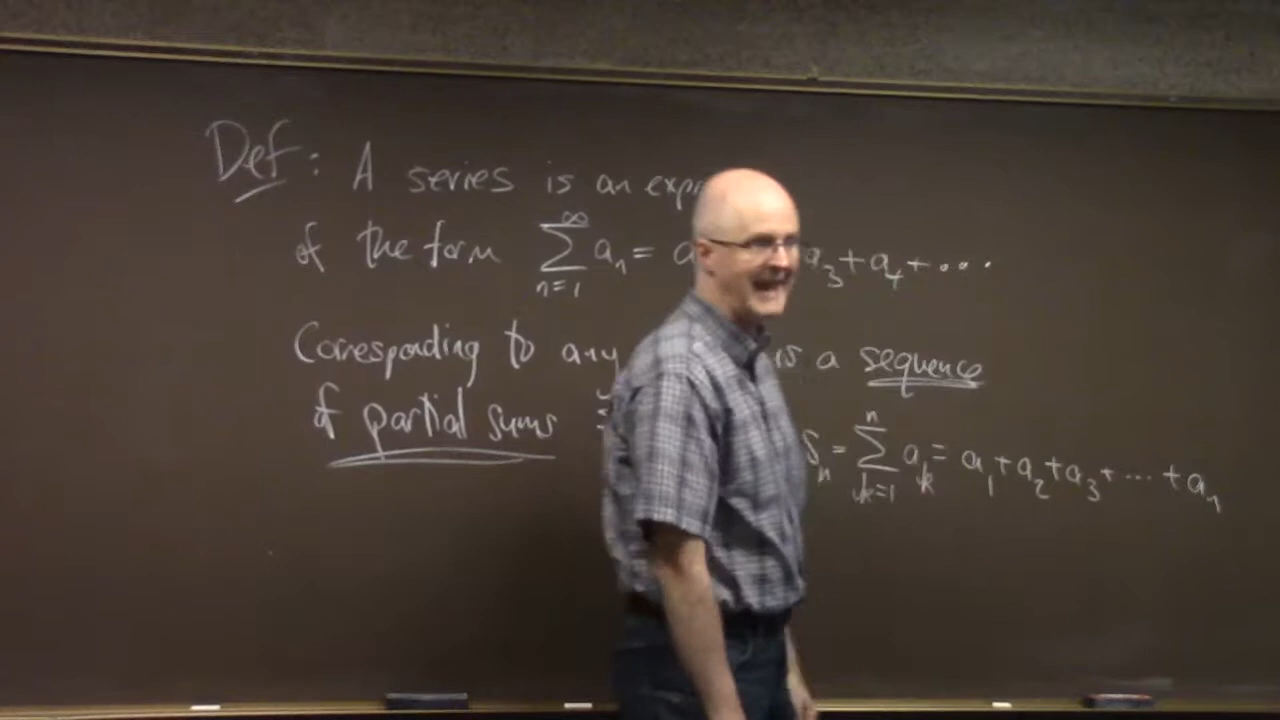 Def: A series is an expr
of the form ∑_{n=1}^{∞} a_n = a a_3 + a_4 + ...
Corresponding to any is a sequence
of partial sums S_n = ∑_{k=1}^{n} a_k = a_1 + a_2 + a_3 + ... + a_n